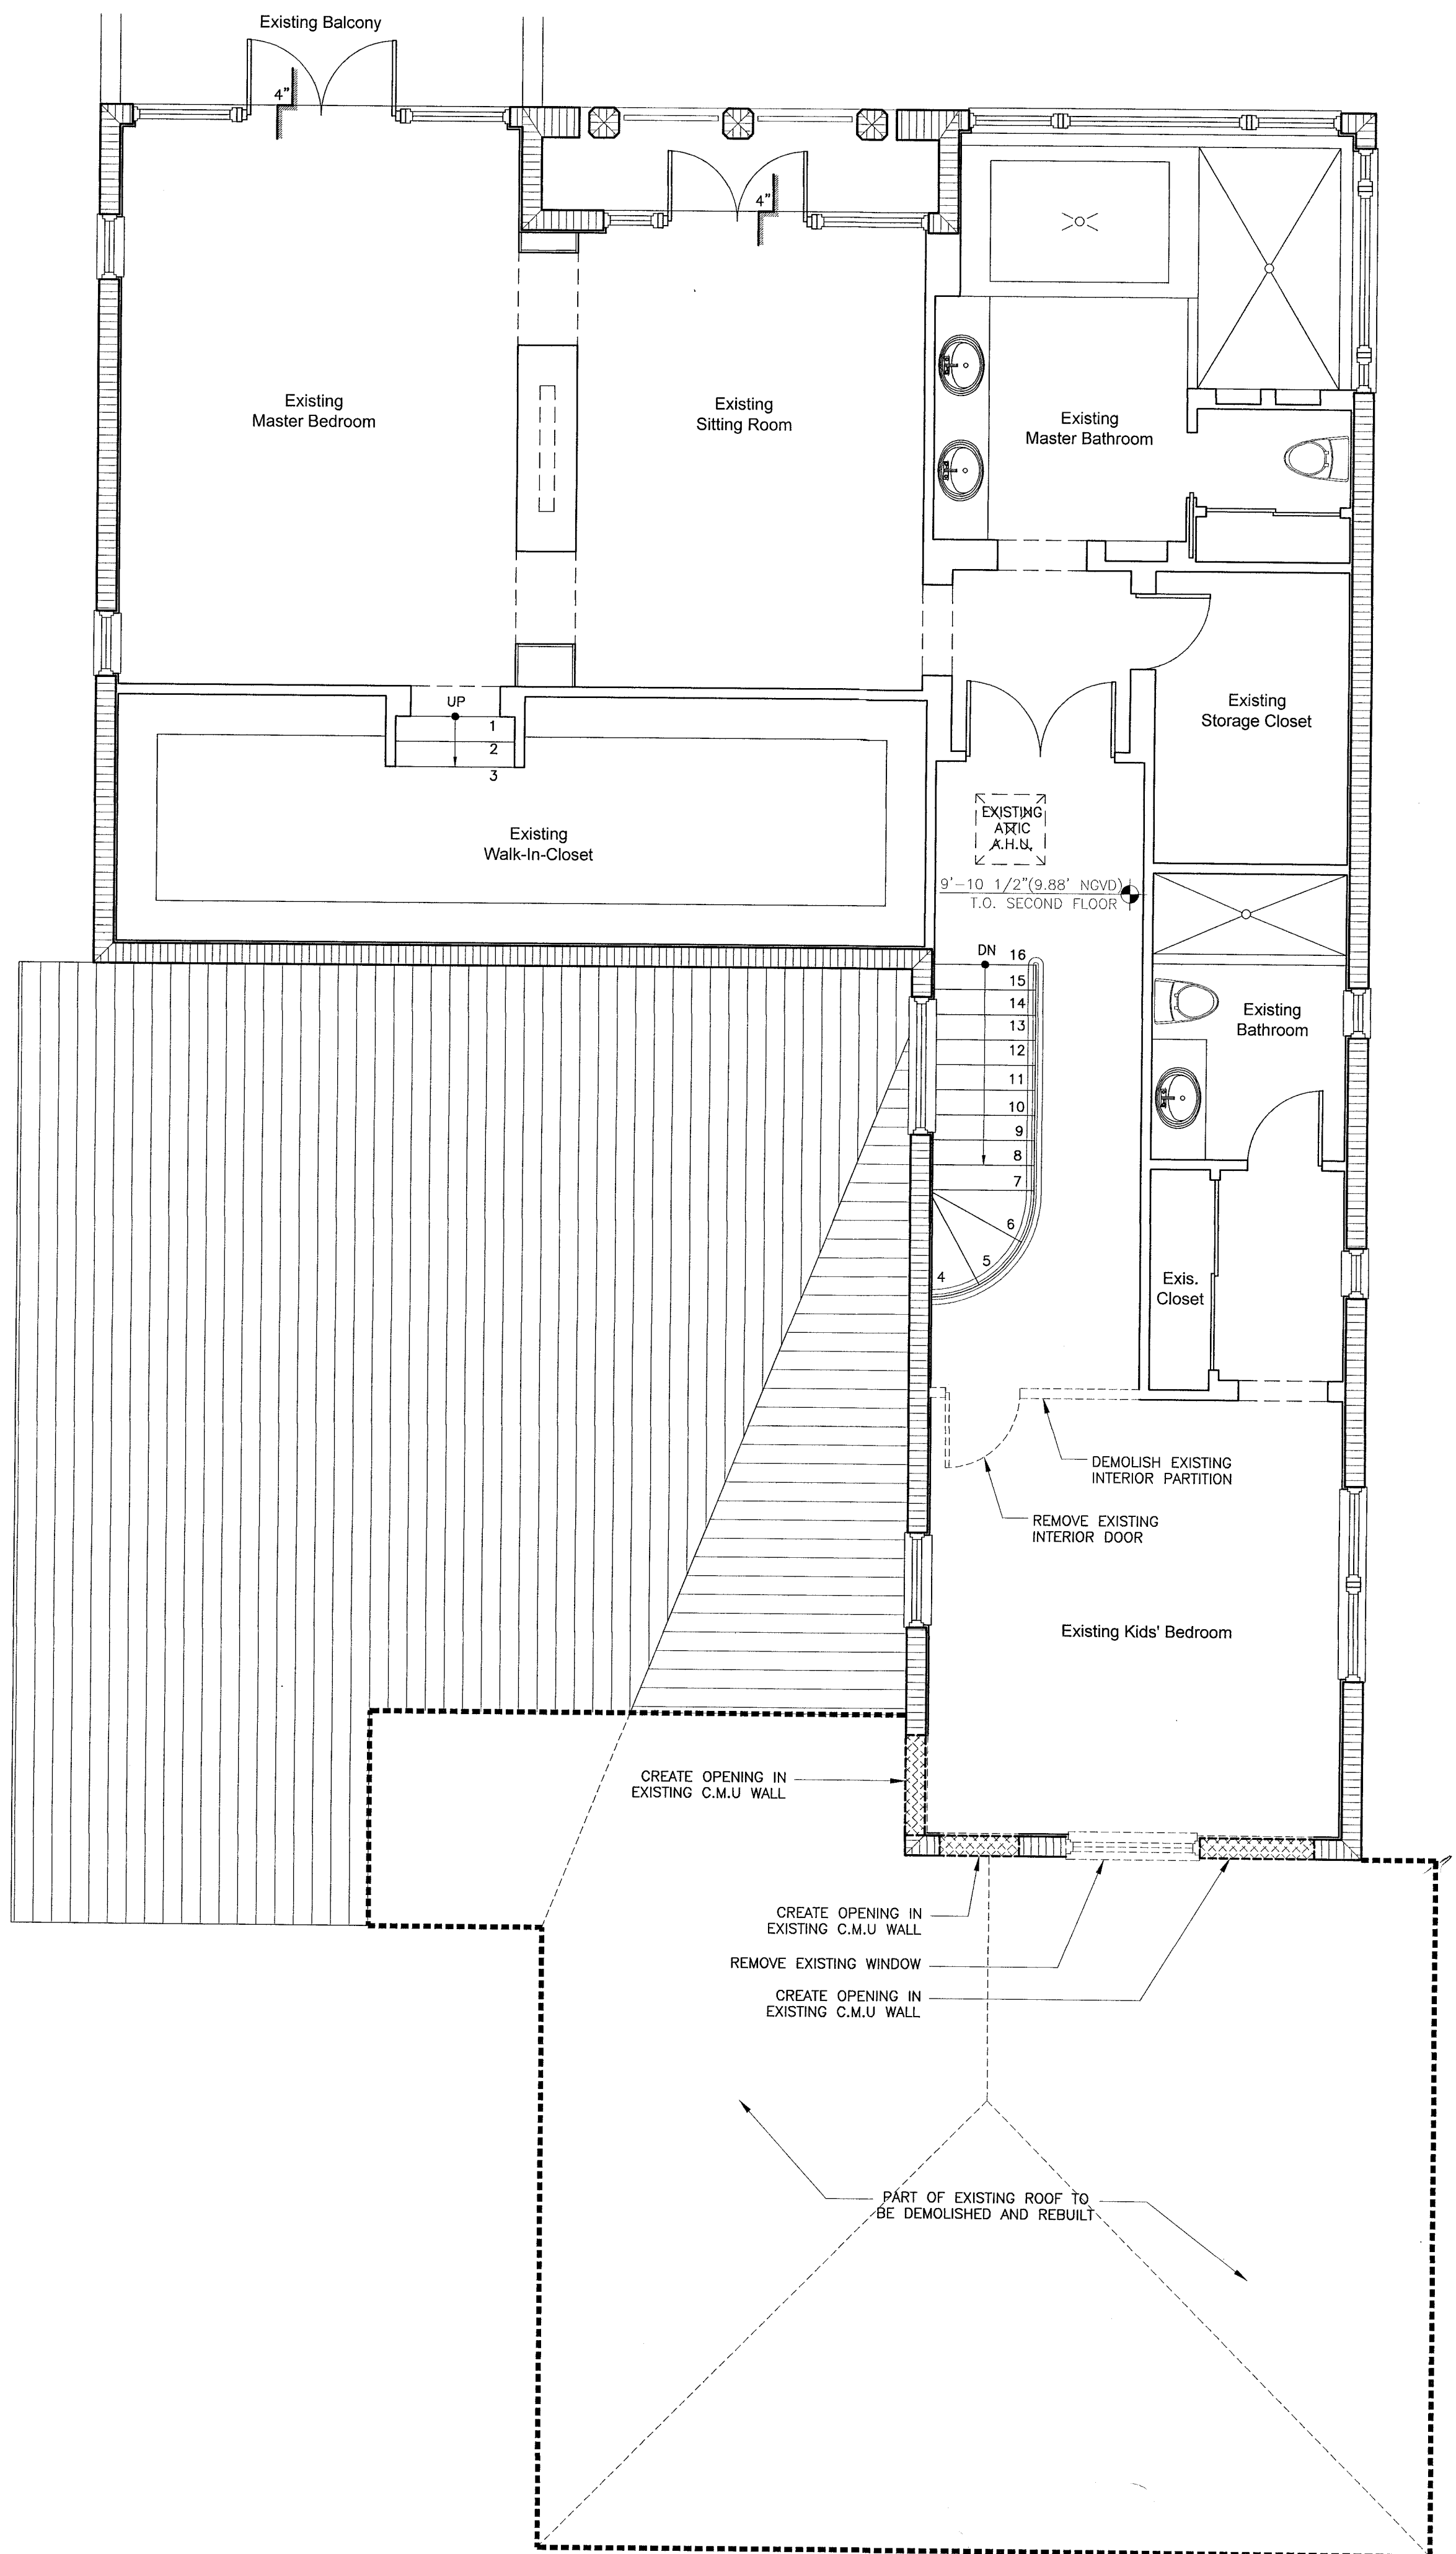 Existing Balcony
4"
4"
Existing
Master Bedroom
Existing
Sitting Room
Existing
Master Bathroom
UP
1
2
3
Existing
Storage Closet
Existing
Walk-In-Closet
EXISTING
ATTIC
A.H.U.
9'-10 1/2"(9.88' NGVD)
T.O. SECOND FLOOR
DN
16
15
14
13
12
11
10
9
8
7
6
5
4
Existing
Bathroom
Exis.
Closet
DEMOLISH EXISTING
INTERIOR PARTITION
REMOVE EXISTING
INTERIOR DOOR
Existing Kids' Bedroom
CREATE OPENING IN
EXISTING C.M.U WALL
CREATE OPENING IN
EXISTING C.M.U WALL
REMOVE EXISTING WINDOW
CREATE OPENING IN
EXISTING C.M.U WALL
PART OF EXISTING ROOF TO
BE DEMOLISHED AND REBUILT